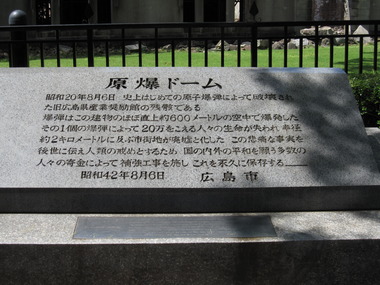 原爆ドーム
昭和20年8月6日 史上はじめての原子爆弾によって破壊され
た旧広島県産業奨励館の残骸である
爆弾はこの建物のほぼ直上約600メートルの空中で爆発した
その1個の爆弾によって20万をこえる人々の生命が失われ 半径
約2キロメートルに及ぶ市街地が廃墟と化した この悲痛な事実を
後世に伝え人類の戒めとするため 国の内外の平和を願う多数の
人々の寄金によって補強工事を施し これを永久に保存する
昭和42年8月6日 広島市